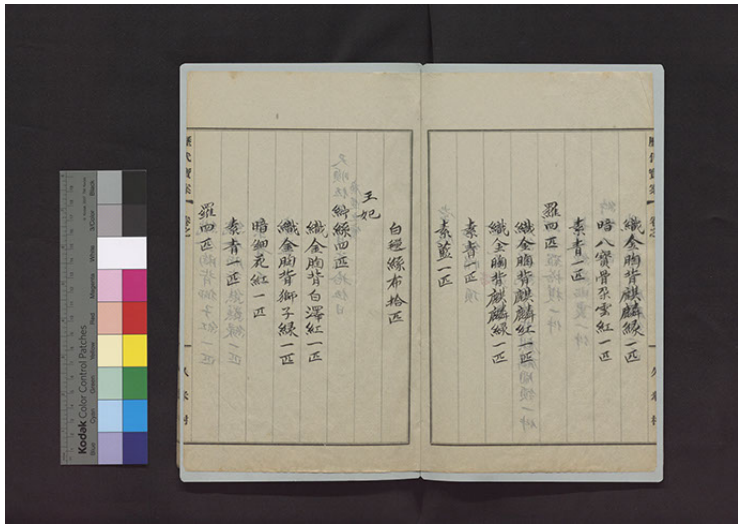 織金胸背麒麟緑一匹
暗八寶骨朶雲紅一匹
素青一匹
羅四匹
織金胸背麒麟紅一匹
織金胸背麒麟緑一匹
素青一匹
素藍一匹
白氁絲布拾匹
王妃
紵絲四匹
織金胸背白澤紅一匹
織金胸背獅子緑一匹
暗細花紅一匹
素青一匹
羅四匹
Kodak Color Control Patches
Blue
Cyan
Green
Yellow
Red
Magenta
White
3/Color
Black